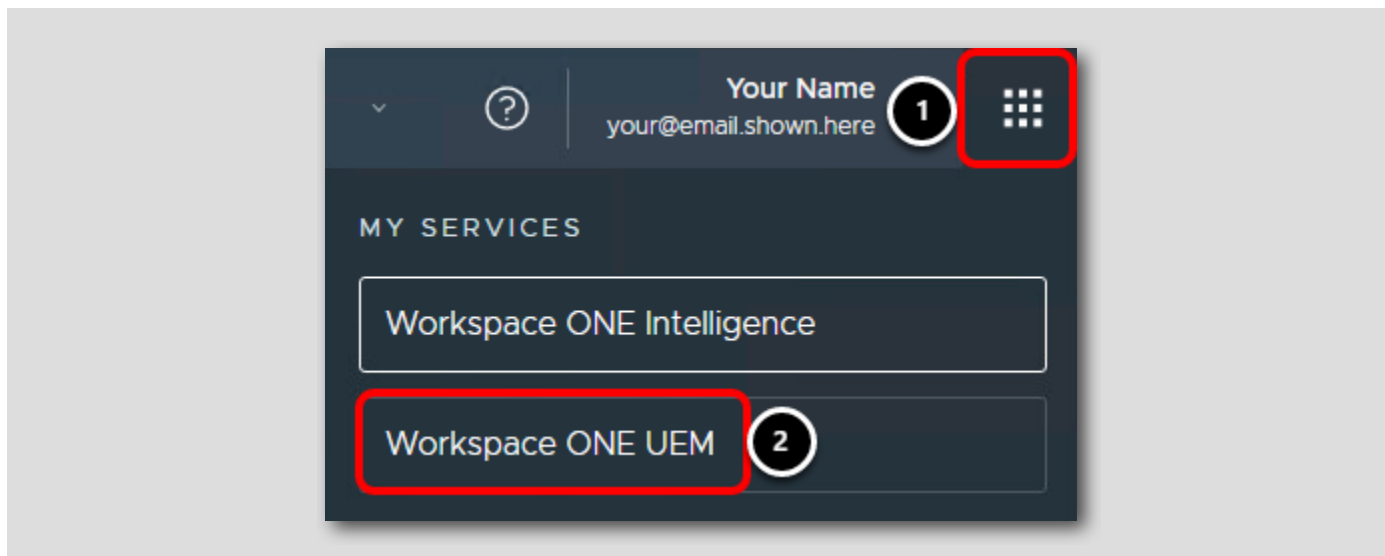 ?
Your Name
your@email.shown.here
1
MY SERVICES
Workspace ONE Intelligence
Workspace ONE UEM
2